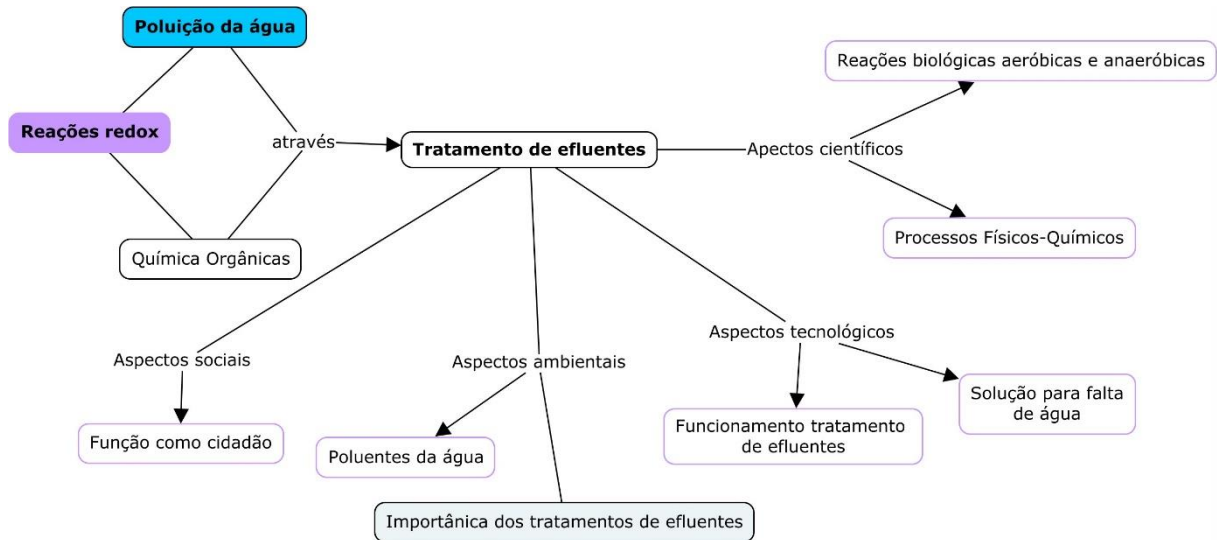 Poluição da água
Reações biológicas aeróbicas e anaeróbicas
Reações redox
através
Tratamento de efluentes
Apectos científicos
Química Orgânicas
Processos Físicos-Químicos
Aspectos sociais
Aspectos ambientais
Aspectos tecnológicos
Função como cidadão
Poluentes da água
Funcionamento tratamento
de efluentes
Solução para falta
de água
Importânica dos tratamentos de efluentes